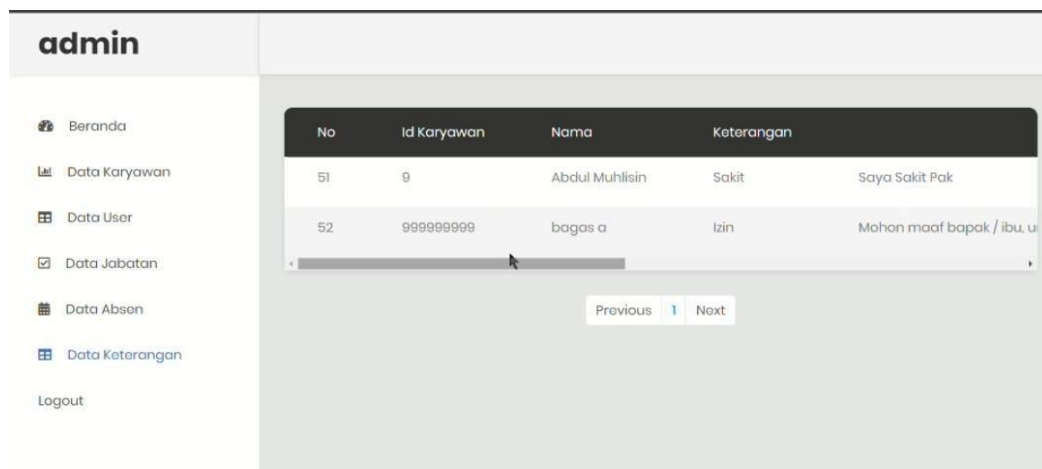 admin
Beranda
Data Karyawan
Data User
Data Jabatan
Data Absen
Data Keterangan
Logout
No Id Karyawan Nama Keterangan
51 9 Abdul Muhlisin Sakit Saya Sakit Pak
52 999999999 bagas a Izin Mohon maaf bapak / ibu,
Previous 1 Next